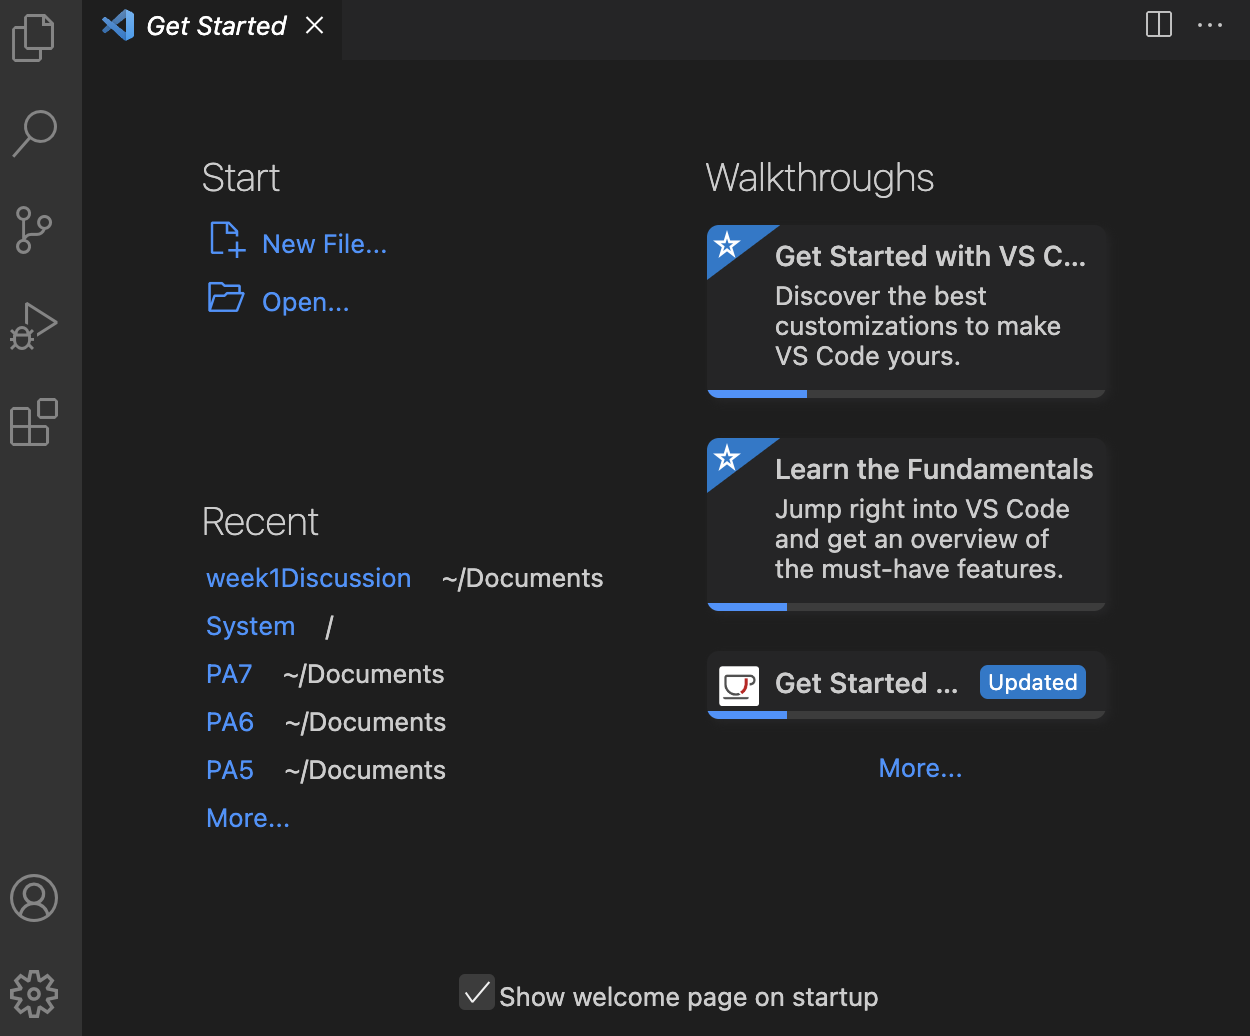 Get Started
Start
New File...
Open...
Recent
week1Discussion ~/Documents
System /
PA7 ~/Documents
PA6 ~/Documents
PA5 ~/Documents
More...
Walkthroughs
Get Started with VS C...
Discover the best
customizations to make
VS Code yours.
Learn the Fundamentals
Jump right into VS Code
and get an overview of
the must-have features.
Get Started ... Updated
More...
Show welcome page on startup